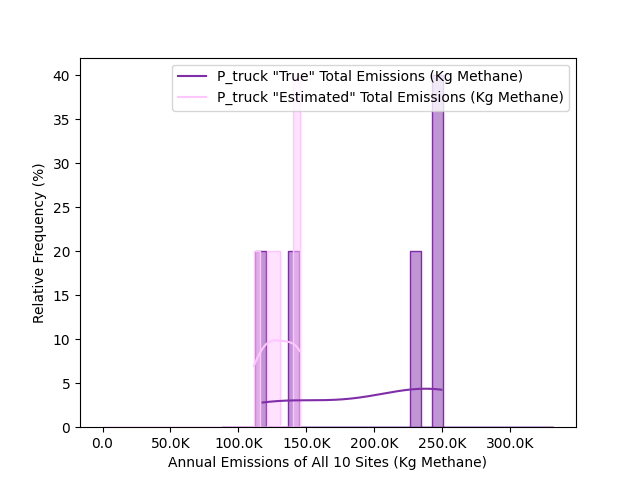 P_truck "True" Total Emissions (Kg Methane)
P_truck "Estimated" Total Emissions (Kg Methane)
40
35
30
25
20
15
10
5
0
Relative Frequency (%)
0.0 50.0K 100.0K 150.0K 200.0K 250.0K 300.0K
Annual Emissions of All 10 Sites (Kg Methane)